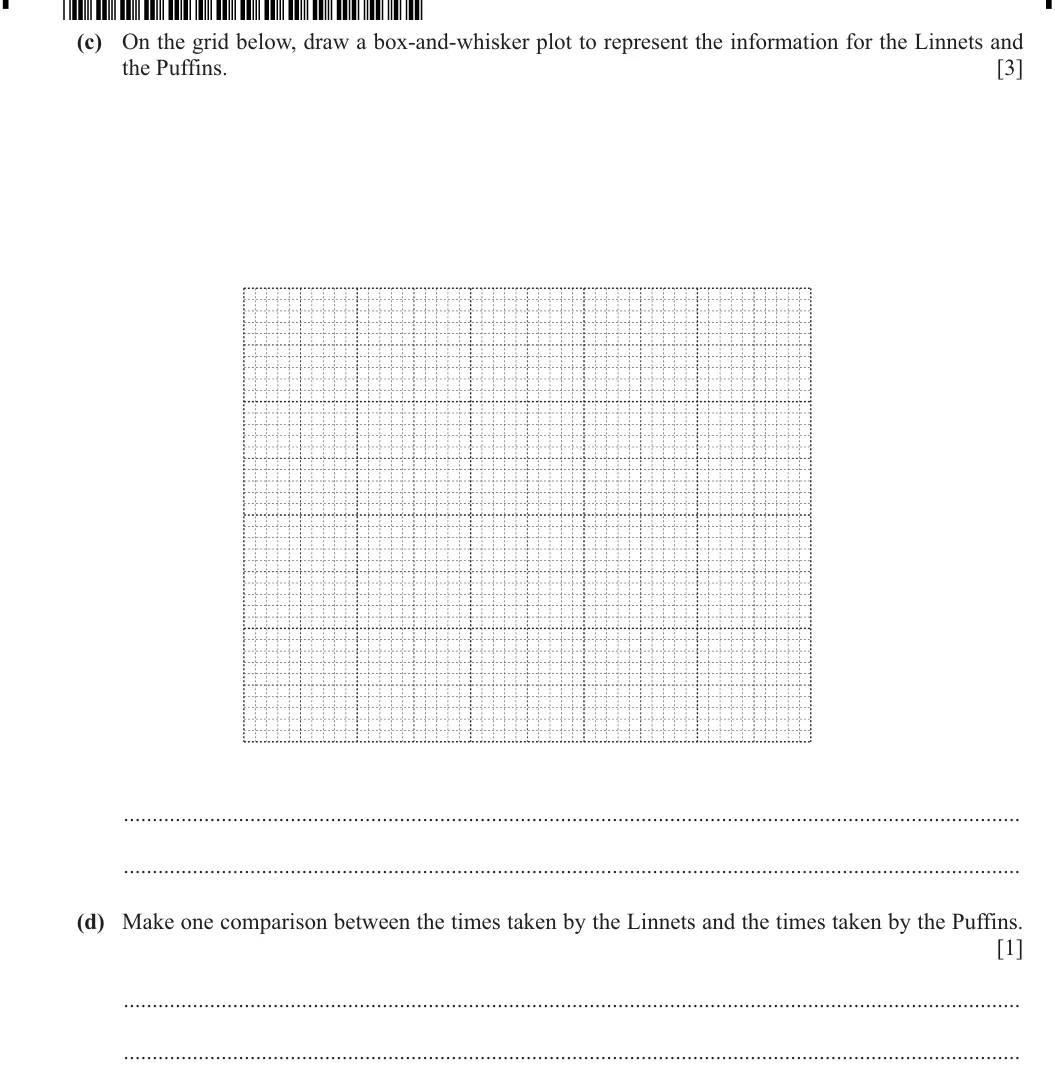 (c) On the grid below, draw a box-and-whisker plot to represent the information for the Linnets and
the Puffins. [3]
................................................................................................................................................................
................................................................................................................................................................
(d) Make one comparison between the times taken by the Linnets and the times taken by the Puffins.
[1]
................................................................................................................................................................
................................................................................................................................................................